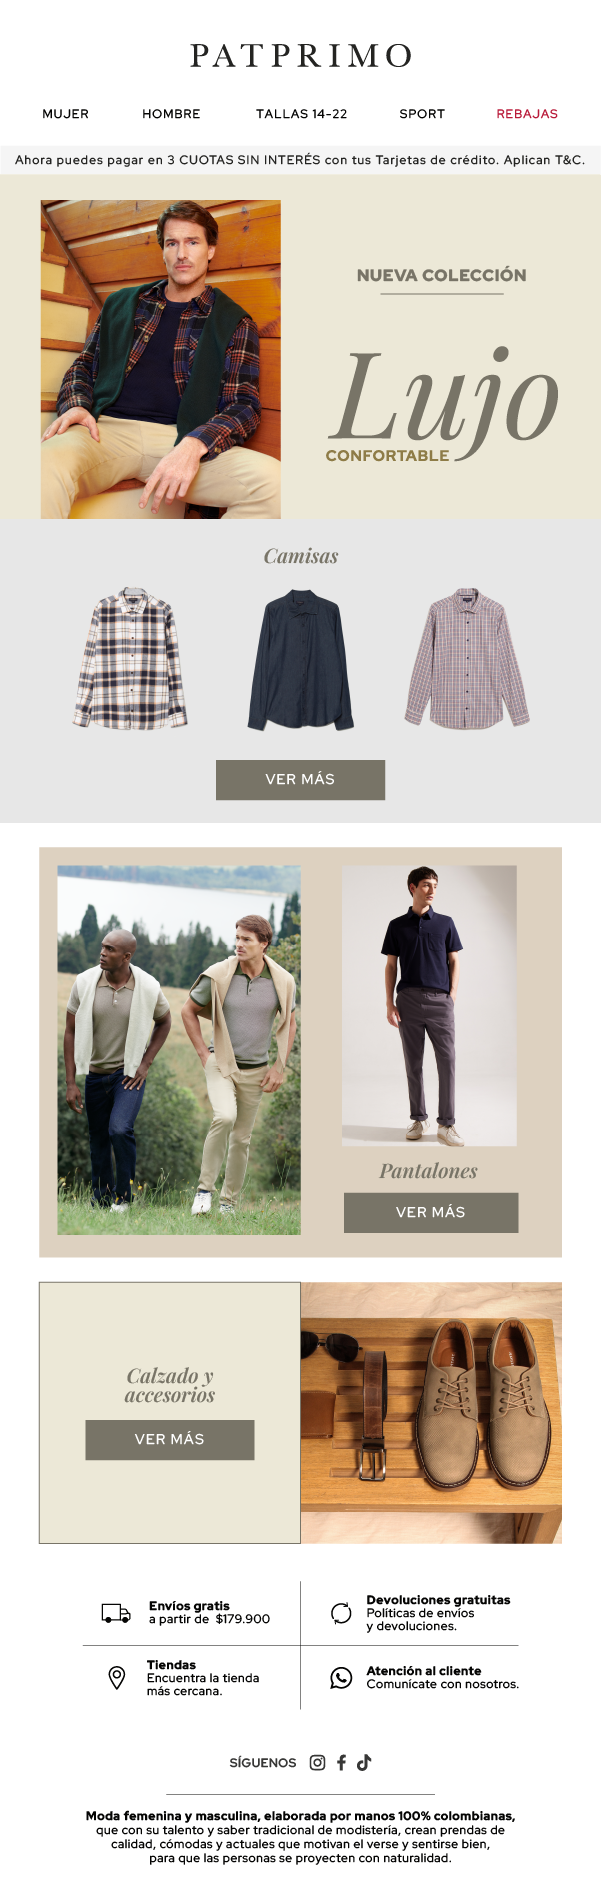 PATPRIMO
MUJER HOMBRE TALLAS 14-22 SPORT REBAJAS
Ahora puedes pagar en 3 CUOTAS SIN INTERÉS con tus Tarjetas de crédito. Aplican T&C.
NUEVA COLECCIÓN
Lujo
CONFORTABLE
Camisas
VER MÁS
Pantalones
VER MÁS
Calzado y
accesorios
VER MÁS
Envíos gratis
a partir de $179.900
Devoluciones gratuitas
Políticas de envíos
y devoluciones.
Tiendas
Encuentra la tienda
más cercana.
Atención al cliente
Comunícate con nosotros.
SÍGUENOS
Moda femenina y masculina, elaborada por manos 100% colombianas,
que con su talento y saber tradicional de modistería, crean prendas de
calidad, cómodas y actuales que motivan el verse y sentirse bien,
para que las personas se proyecten con naturalidad.